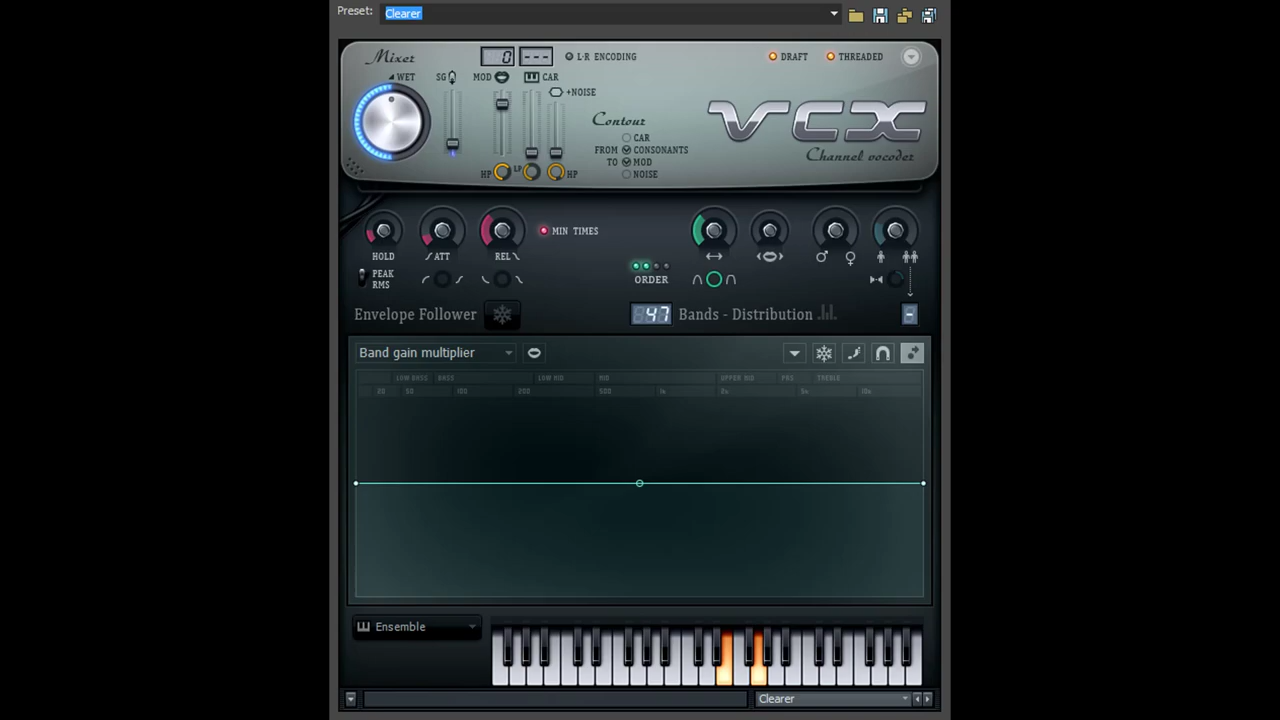 Preset: Clearer
Mixer 0 --- L-R ENCODING DRAFT THREADED
WET SG MOD CAR
+NOISE
Contour
VCX
CAR
FROM CONSONANTS
TO MOD
NOISE
Channel vocoder
HP LP HP
MIN TIMES
HOLD ATT REL
PEAK
RMS
ORDER
Envelope Follower 47 Bands - Distribution -
Band gain multiplier
LOW BASS BASS LOW MID MID UPPER MID PRS TREBLE
20 50 100 200 500 1k 2k 5k 10k
Ensemble
Clearer